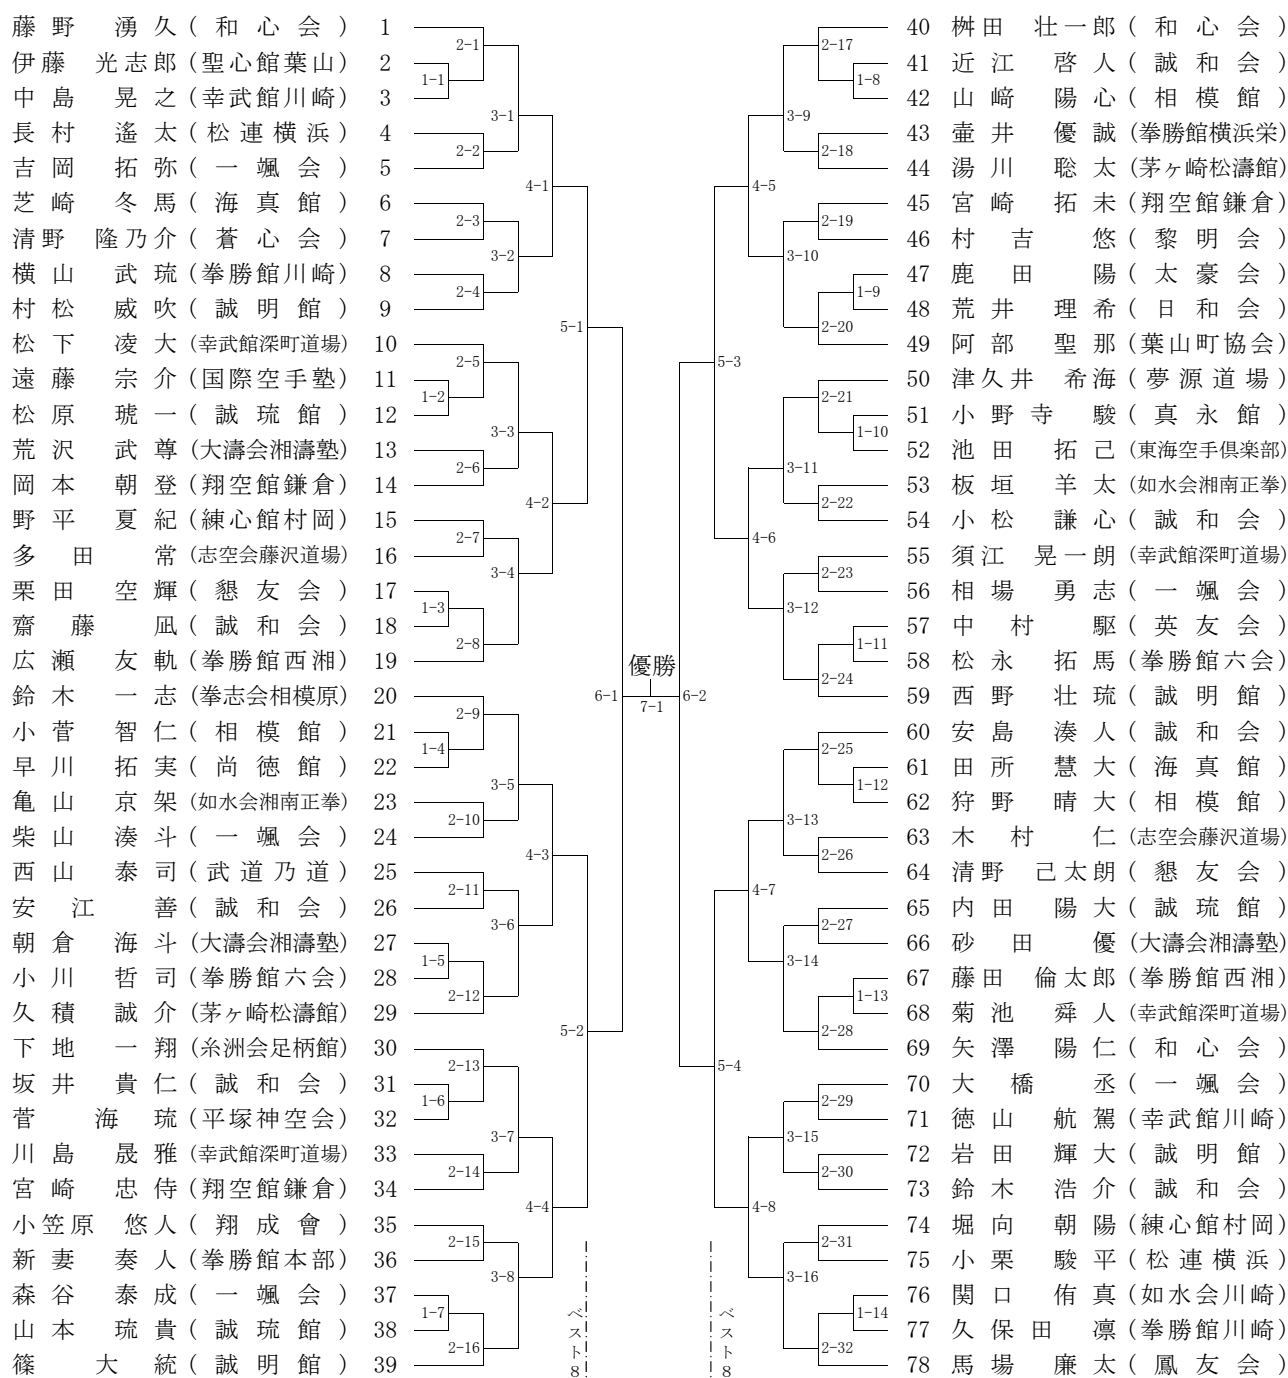 藤野 湧久(和心会) 1
伊藤 光志郎(聖心館葉山) 2
中島 晃之(幸武館川崎) 3
長村 遙太(松連横浜) 4
吉岡 拓弥(一颯会) 5
芝崎 冬馬(海真館) 6
清野 隆乃介(蒼心会) 7
横山 武琉(拳勝館川崎) 8
村松 威吹(誠明館) 9
松下 凌大(幸武館深町道場) 10
遠藤 宗介(国際空手塾) 11
松原 琥一(誠琉館) 12
荒沢 武尊(大濤会湘濤塾) 13
岡本 朝登(翔空館鎌倉) 14
野平 夏紀(練心館村岡) 15
多田 常(志空会藤沢道場) 16
栗田 空輝(懇友会) 17
齋藤 凪(誠和会) 18
広瀬 友軌(拳勝館西湘) 19
鈴木 一志(拳志会相模原) 20
小菅 智仁(相模館) 21
早川 拓実(尚徳館) 22
亀山 京架(如水会湘南正拳) 23
柴山 湊斗(一颯会) 24
西山 泰司(武道乃道) 25
安江 善(誠和会) 26
朝倉 海斗(大濤会湘濤塾) 27
小川 哲司(拳勝館六会) 28
久積 誠介(茅ヶ崎松濤館) 29
下地 一翔(糸洲会足柄館) 30
坂井 貴仁(誠和会) 31
菅 海琉(平塚神空会) 32
川島 晟雅(幸武館深町道場) 33
宮崎 忠侍(翔空館鎌倉) 34
小笠原 悠人(翔成會) 35
新妻 奏人(拳勝館本部) 36
森谷 泰成(一颯会) 37
山本 琉貴(誠琉館) 38
篠 大統(誠明館) 39
1-1
1-2
1-3
1-4
1-5
1-6
1-7
2-1
2-2
2-3
2-4
2-5
2-6
2-7
2-8
2-9
2-10
2-11
2-12
2-13
2-14
2-15
2-16
3-1
3-2
3-3
3-4
3-5
3-6
3-7
3-8
4-1
4-2
4-3
4-4
5-1
5-2
6-1
ベスト8
優勝
7-1
ベスト8
6-2
5-3
5-4
4-5
4-6
4-7
4-8
3-9
3-10
3-11
3-12
3-13
3-14
3-15
3-16
2-17
2-18
2-19
2-20
2-21
2-22
2-23
2-24
2-25
2-26
2-27
2-28
2-29
2-30
2-31
2-32
1-8
1-9
1-10
1-11
1-12
1-13
1-14
40 桝田 壮一郎(和心会)
41 近江 啓人(誠和会)
42 山﨑 陽心(相模館)
43 壷井 優誠(拳勝館横浜栄)
44 湯川 聡太(茅ヶ崎松濤館)
45 宮崎 拓未(翔空館鎌倉)
46 村吉 悠(黎明会)
47 鹿田 陽(太豪会)
48 荒井 理希(日和会)
49 阿部 聖那(葉山町協会)
50 津久井 希海(夢源道場)
51 小野寺 駿(真永館)
52 池田 拓己(東海空手倶楽部)
53 板垣 羊太(如水会湘南正拳)
54 小松 謙心(誠和会)
55 須江 晃一朗(幸武館深町道場)
56 相場 勇志(一颯会)
57 中村 駆(英友会)
58 松永 拓馬(拳勝館六会)
59 西野 壮琉(誠明館)
60 安島 湊人(誠和会)
61 田所 慧大(海真館)
62 狩野 晴大(相模館)
63 木村 仁(志空会藤沢道場)
64 清野 己太朗(懇友会)
65 内田 陽大(誠琉館)
66 砂田 優(大濤会湘濤塾)
67 藤田 倫太郎(拳勝館西湘)
68 菊池 舜人(幸武館深町道場)
69 矢澤 陽仁(和心会)
70 大橋 丞(一颯会)
71 徳山 航駕(幸武館川崎)
72 岩田 輝大(誠明館)
73 鈴木 浩介(誠和会)
74 堀向 朝陽(練心館村岡)
75 小栗 駿平(松連横浜)
76 関口 侑真(如水会川崎)
77 久保田 凛(拳勝館川崎)
78 馬場 廉太(鳳友会)